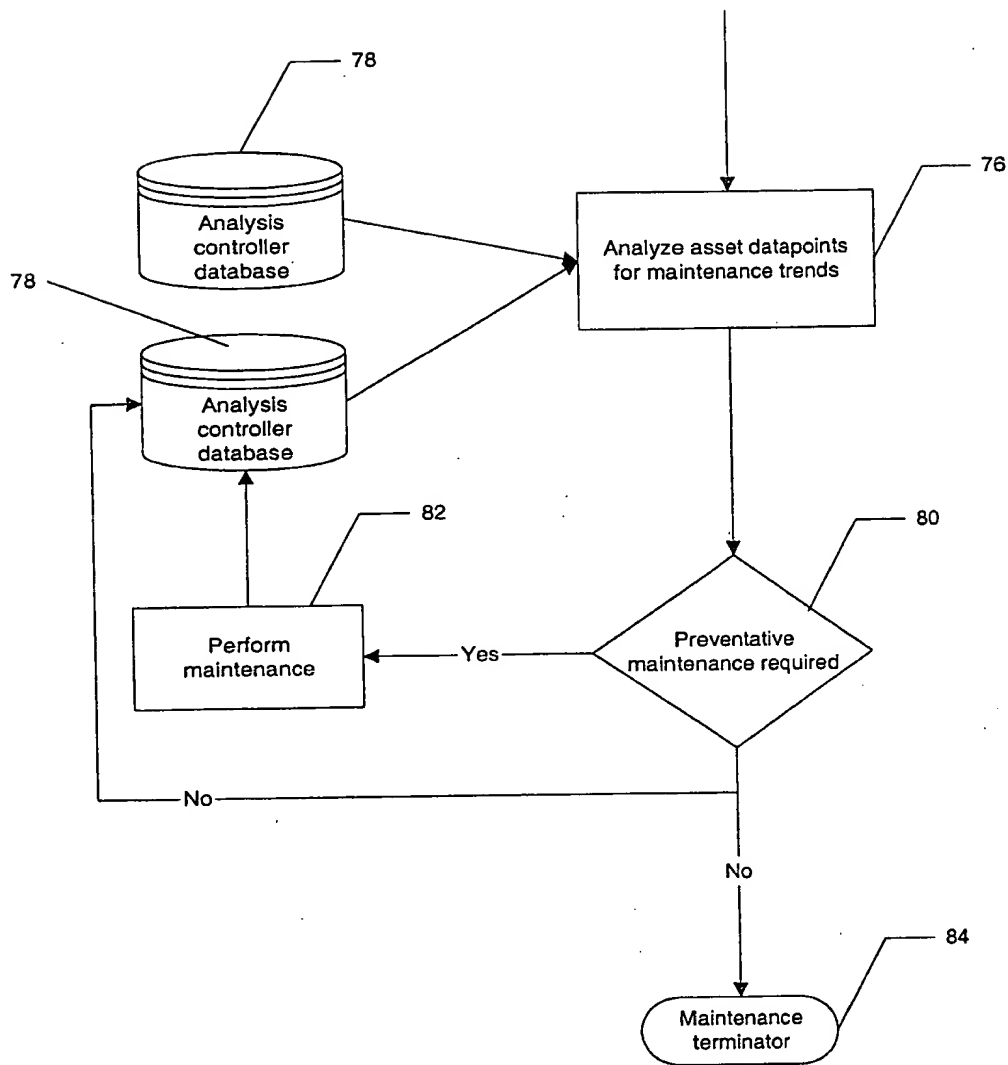 78
Analysis
controller
database
76
Analyze asset datapoints
for maintenance trends
78
Analysis
controller
database
82
Perform
maintenance
80
Preventative
maintenance required
Yes
No
No
84
Maintenance
terminator